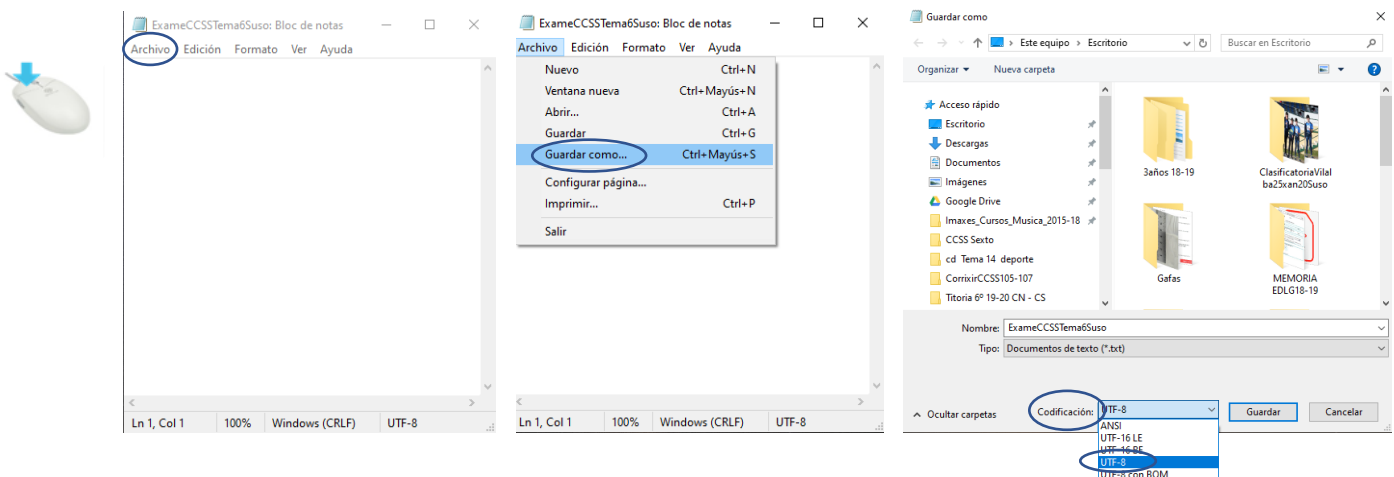 ExameCCSSTema6Suso: Bloc de notas
Archivo Edición Formato Ver Ayuda
Ln 1, Col 1 100% Windows (CRLF) UTF-8
ExameCCSSTema6Suso: Bloc de notas
Archivo Edición Formato Ver Ayuda
Nuevo Ctrl+N
Ventana nueva Ctrl+Mayús+N
Abrir... Ctrl+A
Guardar Ctrl+G
Guardar como... Ctrl+Mayús+S
Configurar página...
Imprimir... Ctrl+P
Salir
Ln 1, Col 1 100% Windows (CRLF) UTF-8
Guardar como
Este equipo > Escritorio
Buscar en Escritorio
Organizar Nueva carpeta
Acceso rápido
Escritorio
Descargas
Documentos
Imágenes
Google Drive
Imaxes_Cursos_Musica_2015-18
CCSS Sexto
cd Tema 14 deporte
CorrixirCCSS105-107
Titoria 6º 19-20 CN - CS
3años 18-19
ClasificatoriaVilal
ba25xan20Suso
Gafas
MEMORIA
EDLG18-19
Nombre: ExameCCSSTema6Suso
Tipo: Documentos de texto (*.txt)
Ocultar carpetas
Codificación: UTF-8
Guardar Cancelar
ANSI
UTF-16 LE
UTF-16 BE
UTF-8
UTF-8 con BOM